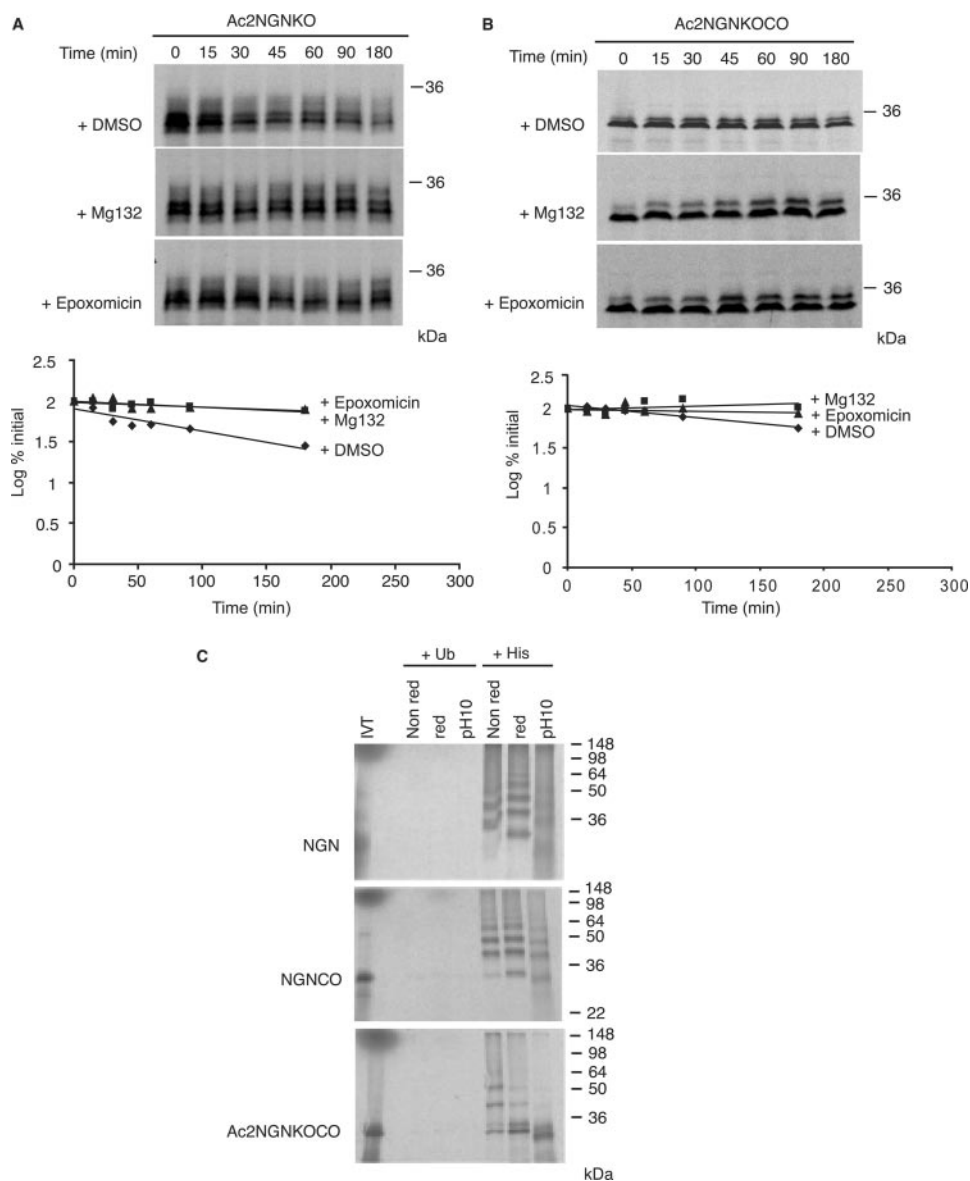 A
Ac2NGNKO
Time (min) 0 15 30 45 60 90 180
36
+ DMSO
36
+ Mg132
36
+ Epoxomicin
kDa
2.5
2
1.5
1
0.5
0
Log % initial
+ Epoxomicin
+ Mg132
+ DMSO
0 50 100 150 200 250 300
Time (min)
B
Ac2NGNKOCO
Time (min) 0 15 30 45 60 90 180
36
+ DMSO
36
+ Mg132
36
+ Epoxomicin
kDa
2.5
2
1.5
1
0.5
0
Log % initial
+ Mg132
+ Epoxomicin
+ DMSO
0 50 100 150 200 250 300
Time (min)
C
+ Ub + His
IVT Non red red pH10 Non red red pH10
148
98
64
50
36
NGN
148
98
64
50
36
22
NGNCO
148
98
64
50
36
Ac2NGNKOCO
kDa